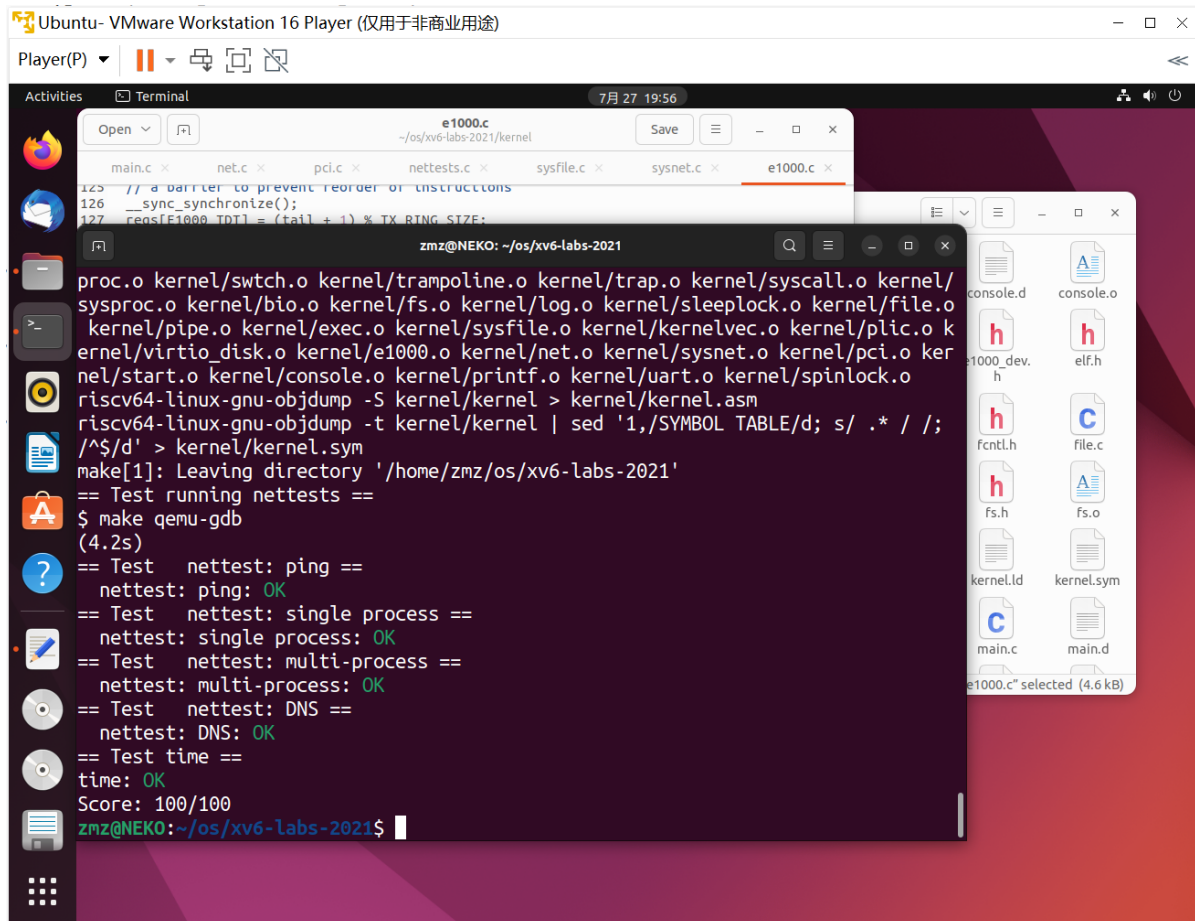 Ubuntu- VMware Workstation 16 Player (仅用于非商业用途)
Player(P)
Activities
Terminal
7月 27 19:56
Open
e1000.c
~/os/xv6-labs-2021/kernel
Save
main.c
net.c
pci.c
nettests.c
sysfile.c
sysnet.c
e1000.c
125 // a barrier to prevent reorder of instructions
126 __sync_synchronize();
127 regs[E1000_TDT] = (tail + 1) % TX_RING_SIZE;
zmz@NEKO: ~/os/xv6-labs-2021
proc.o kernel/swtch.o kernel/trampoline.o kernel/trap.o kernel/syscall.o kernel/
sysproc.o kernel/bio.o kernel/fs.o kernel/log.o kernel/sleeplock.o kernel/file.o
 kernel/pipe.o kernel/exec.o kernel/sysfile.o kernel/kernelvec.o kernel/plic.o k
ernel/virtio_disk.o kernel/e1000.o kernel/net.o kernel/sysnet.o kernel/pci.o ker
nel/start.o kernel/console.o kernel/printf.o kernel/uart.o kernel/spinlock.o
riscv64-linux-gnu-objdump -S kernel/kernel > kernel/kernel.asm
riscv64-linux-gnu-objdump -t kernel/kernel | sed '1,/SYMBOL TABLE/d; s/ .* / /;
/^$/d' > kernel/kernel.sym
make[1]: Leaving directory '/home/zmz/os/xv6-labs-2021'
== Test running nettests ==
$ make qemu-gdb
(4.2s)
== Test   nettest: ping ==
  nettest: ping: OK
== Test   nettest: single process ==
  nettest: single process: OK
== Test   nettest: multi-process ==
  nettest: multi-process: OK
== Test   nettest: DNS ==
  nettest: DNS: OK
== Test time ==
time: OK
Score: 100/100
zmz@NEKO:~/os/xv6-labs-2021$
console.d
console.o
e1000_dev.
h
elf.h
fcntl.h
file.c
fs.h
fs.o
kernel.ld
kernel.sym
main.c
main.d
e1000.c" selected (4.6 kB)